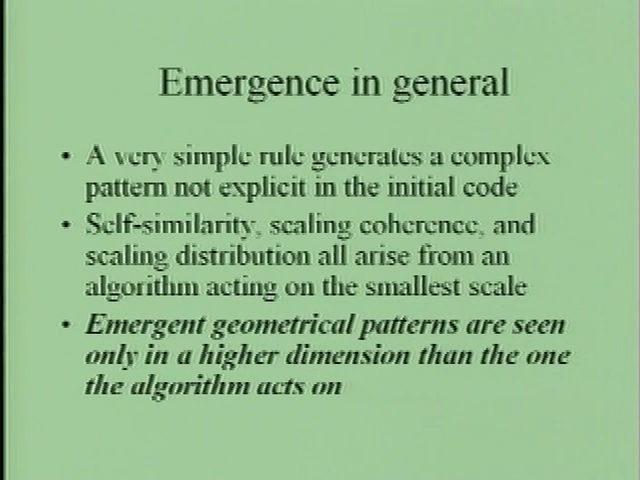 Emergence in general
• A very simple rule generates a complex
pattern not explicit in the initial code
• Self-similarity, scaling coherence, and
scaling distribution all arise from an
algorithm acting on the smallest scale
• Emergent geometrical patterns are seen
only in a higher dimension than the one
the algorithm acts on